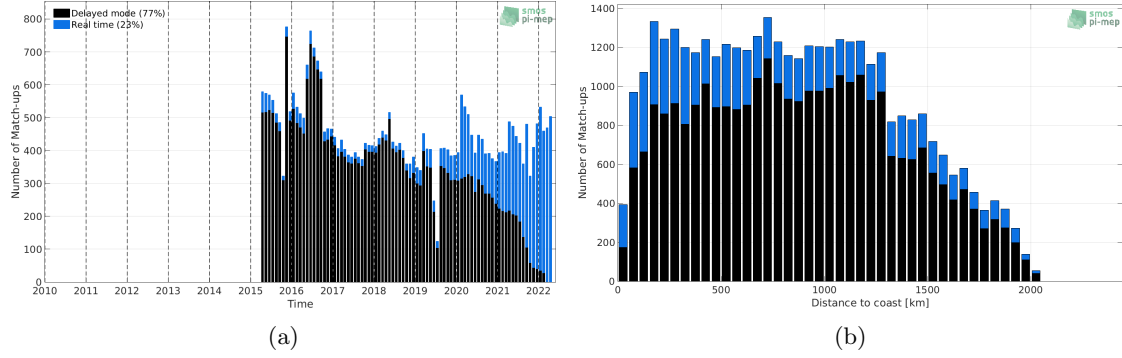 Delayed mode (77%)
Real time (23%)
smos
pi-mep
Number of Match-ups
800
700
600
500
400
300
200
100
0
2010 2011 2012 2013 2014 2015 2016 2017 2018 2019 2020 2021 2022
Time
(a)
smos
pi-mep
Number of Match-ups
1400
1200
1000
800
600
400
200
0
0 500 1000 1500 2000
Distance to coast [km]
(b)